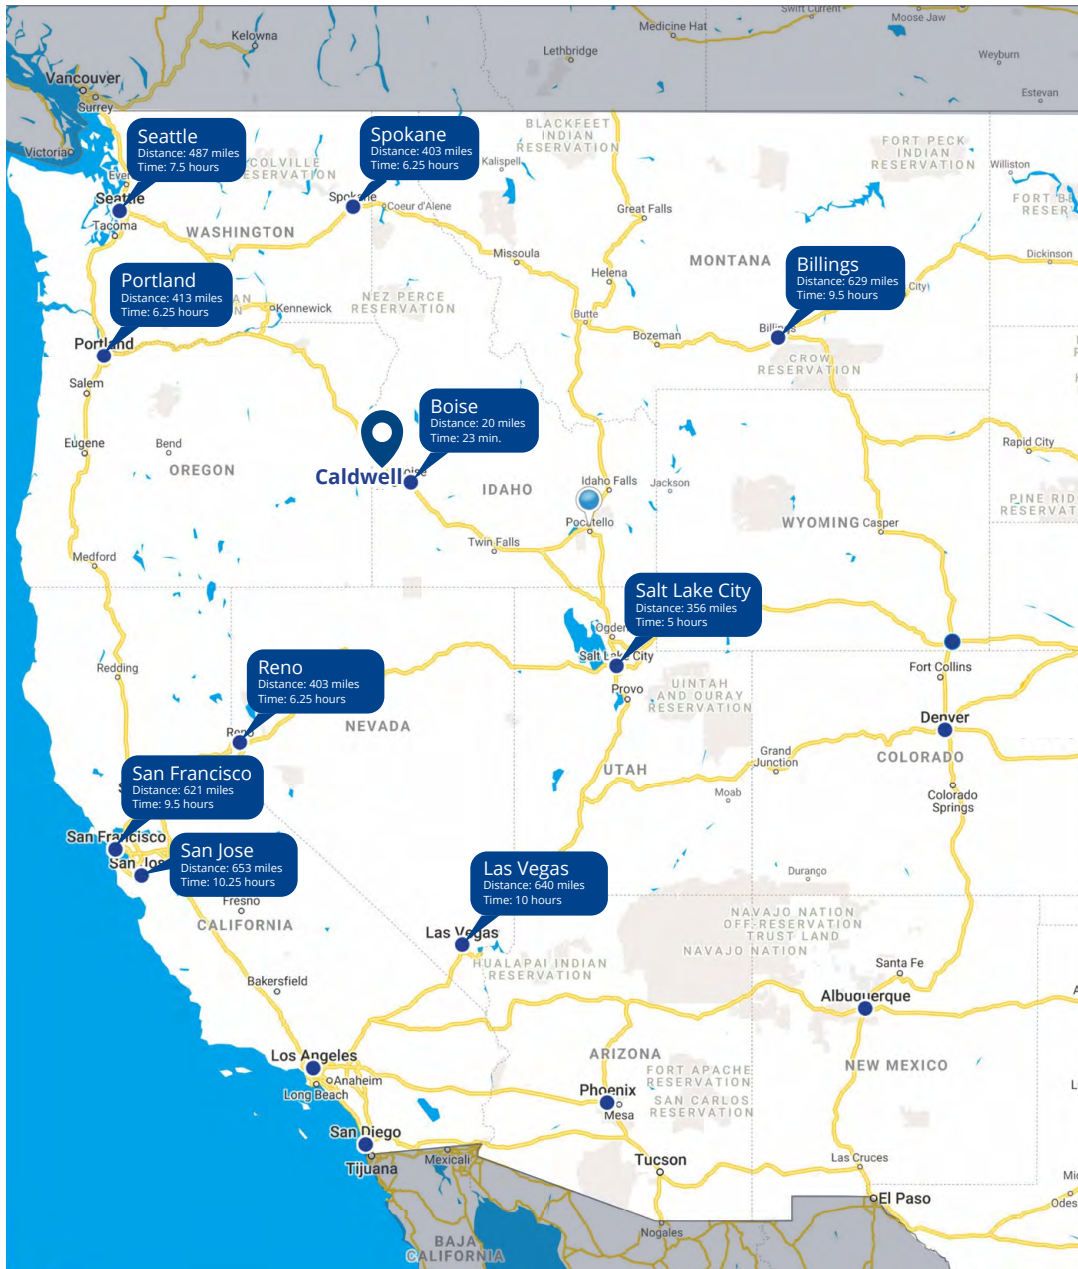 Swift Current
Moose Jaw
Medicine Hat
Kelowna
Lethbridge
Weyburn
Estevan
Vancouver
Surrey
Victoria
Seattle
Distance: 487 miles
Time: 7.5 hours
Spokane
Distance: 403 miles
Time: 6.25 hours
BLACKFEET
INDIAN
RESERVATION
FORT PECK
INDIAN
RESERVATION
Kalispell
Williston
COLVILLE
RESERVATION
Seattle
Tacoma
Spokane
Coeur d'Alene
Great Falls
WASHINGTON
Missoula
MONTANA
Dickinson
Helena
Portland
Distance: 413 miles
Time: 6.25 hours
Billings
Distance: 629 miles
Time: 9.5 hours
City
Kennewick
NEZ PERCE
RESERVATION
Butte
Bozeman
Billings
CROW
RESERVATION
Portland
Salem
Eugene
Bend
OREGON
Boise
Distance: 20 miles
Time: 23 min.
Caldwell
IDAHO
Idaho Falls
Jackson
Rapid City
PINE RID
RESERVAT
WYOMING
Casper
Pocatello
Twin Falls
Medford
Salt Lake City
Distance: 356 miles
Time: 5 hours
Ogden
Salt Lake City
Provo
UINTAH
AND OURAY
RESERVATION
Fort Collins
Redding
Reno
Distance: 403 miles
Time: 6.25 hours
Reno
NEVADA
Denver
COLORADO
Grand
Junction
UTAH
Moab
Colorado
Springs
San Francisco
Distance: 621 miles
Time: 9.5 hours
San Francisco
San Jose
San Jose
Distance: 653 miles
Time: 10.25 hours
Las Vegas
Distance: 640 miles
Time: 10 hours
Durango
Fresno
CALIFORNIA
Las Vegas
NAVAJO NATION
OFF-RESERVATION
TRUST LAND
NAVAJO NATION
HUALAPAI INDIAN
RESERVATION
Santa Fe
Bakersfield
Albuquerque
Los Angeles
Anaheim
Long Beach
ARIZONA
FORT APACHE
RESERVATION
SAN CARLOS
RESERVATION
NEW MEXICO
Phoenix
Mesa
San Diego
Tijuana
Mexicali
Tucson
Las Cruces
El Paso
Odes
Nogales
BAJA
CALIFORNIA